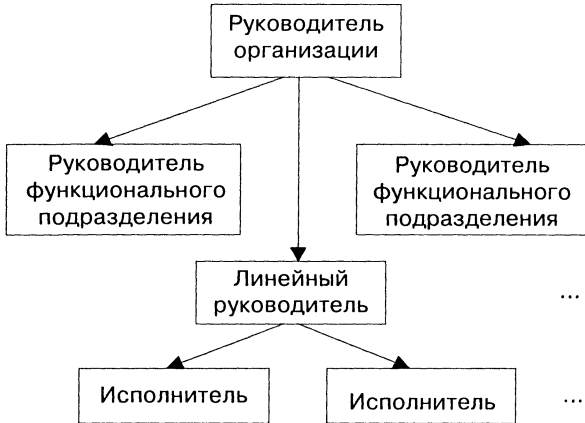 Руководитель
организации
Руководитель
функционального
подразделения
Руководитель
функционального
подразделения
Линейный
руководитель
...
Исполнитель
Исполнитель
...